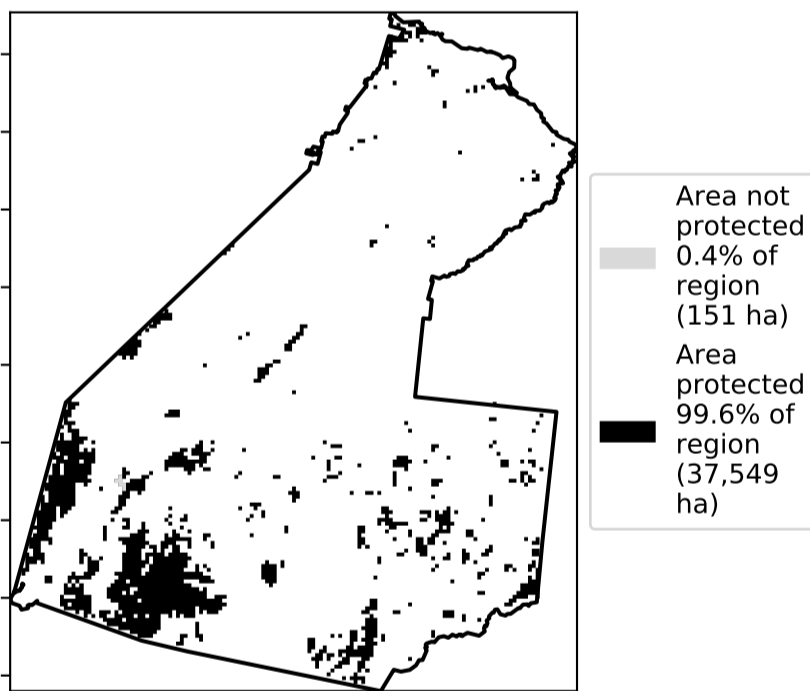 Area not
protected
0.4% of
region
(151 ha)
Area
protected
99.6% of
region
(37,549
ha)